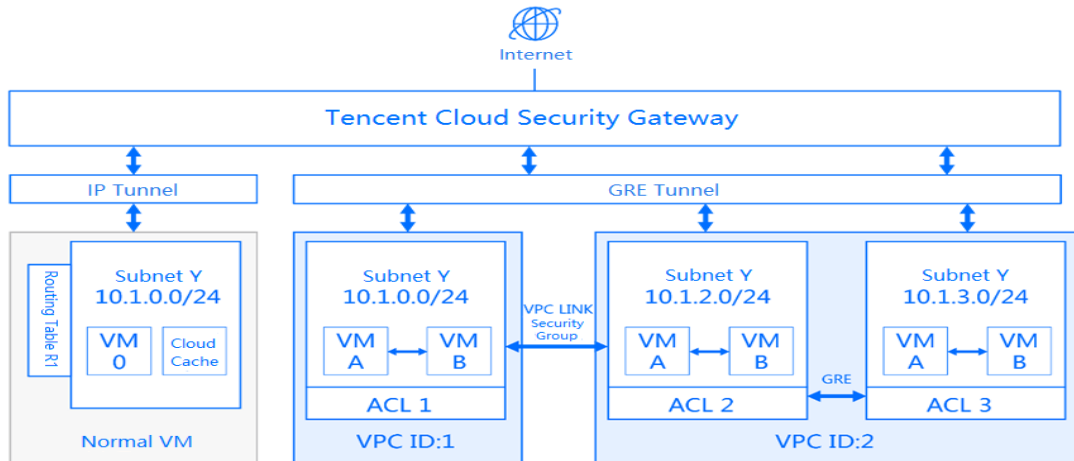 Internet
Tencent Cloud Security Gateway
IP Tunnel
GRE Tunnel
Routing Table R1
Subnet Y
10.1.0.0/24
VM
0
Cloud
Cache
Normal VM
Subnet Y
10.1.0.0/24
VM
A
VM
B
ACL 1
VPC ID:1
VPC LINK
Security
Group
Subnet Y
10.1.2.0/24
VM
A
VM
B
ACL 2
GRE
Subnet Y
10.1.3.0/24
VM
A
VM
B
ACL 3
VPC ID:2